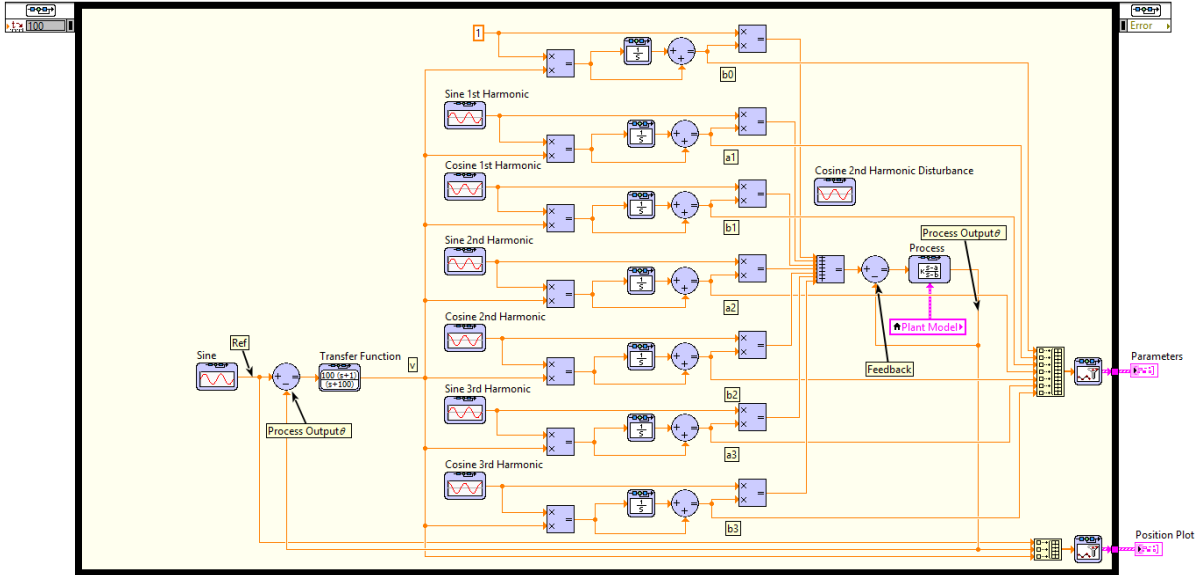 100
Error
1
b0
Sine 1st Harmonic
a1
Cosine 1st Harmonic
Cosine 2nd Harmonic Disturbance
b1
Process Output θ
Sine 2nd Harmonic
Process
K s-a
s-b
a2
Plant Model
Cosine 2nd Harmonic
Ref
Sine
Transfer Function
V
100 (s+1)
(s+100)
Feedback
Parameters
Sine 3rd Harmonic
b2
Process Output θ
a3
Cosine 3rd Harmonic
b3
Position Plot